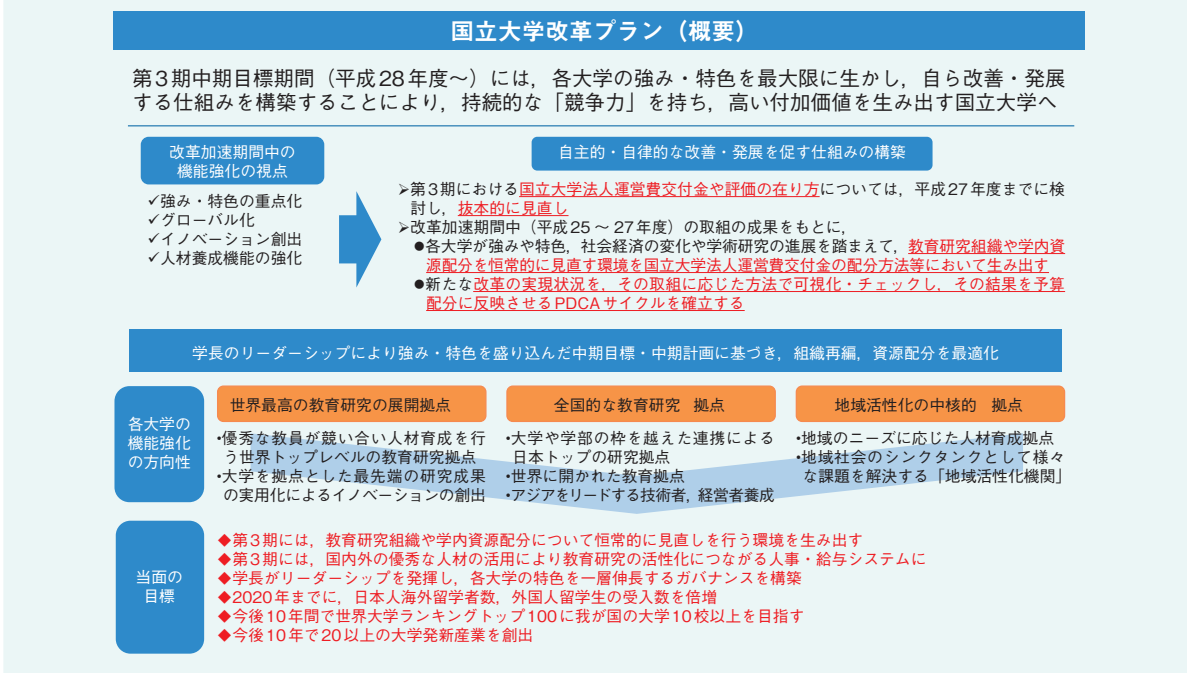 国立大学改革プラン（概要）
第３期中期目標期間（平成28年度～）には，各大学の強み・特色を最大限に生かし，自ら改善・発展
する仕組みを構築することにより，持続的な「競争力」を持ち，高い付加価値を生み出す国立大学へ
改革加速期間中の
機能強化の視点
✓強み・特色の重点化
✓グローバル化
✓イノベーション創出
✓人材養成機能の強化
自主的・自律的な改善・発展を促す仕組みの構築
➢第３期における国立大学法人運営費交付金や評価の在り方については，平成27年度までに検
討し，抜本的に見直し
➢改革加速期間中（平成25～27年度）の取組の成果をもとに，
●各大学が強みや特色，社会経済の変化や学術研究の進展を踏まえて，教育研究組織や学内資
源配分を恒常的に見直す環境を国立大学法人運営費交付金の配分方法等において生み出す
●新たな改革の実現状況を，その取組に応じた方法で可視化・チェックし，その結果を予算
配分に反映させるPDCAサイクルを確立する
学長のリーダーシップにより強み・特色を盛り込んだ中期目標・中期計画に基づき，組織再編，資源配分を最適化
各大学の
機能強化
の方向性
世界最高の教育研究の展開拠点
・優秀な教員が競い合い人材育成を行
う世界トップレベルの教育研究拠点
・大学を拠点とした最先端の研究成果
の実用化によるイノベーションの創出
全国的な教育研究　拠点
・大学や学部の枠を越えた連携による
日本トップの研究拠点
・世界に開かれた教育拠点
・アジアをリードする技術者，経営者養成
地域活性化の中核的　拠点
・地域のニーズに応じた人材育成拠点
・地域社会のシンクタンクとして様々
な課題を解決する「地域活性化機関」
当面の
目標
◆第３期には，教育研究組織や学内資源配分について恒常的に見直しを行う環境を生み出す
◆第３期には，国内外の優秀な人材の活用により教育研究の活性化につながる人事・給与システムに
◆学長がリーダーシップを発揮し，各大学の特色を一層伸長するガバナンスを構築
◆2020年までに，日本人海外留学者数，外国人留学生の受入数を倍増
◆今後10年間で世界大学ランキングトップ100に我が国の大学10校以上を目指す
◆今後10年で20以上の大学発新産業を創出